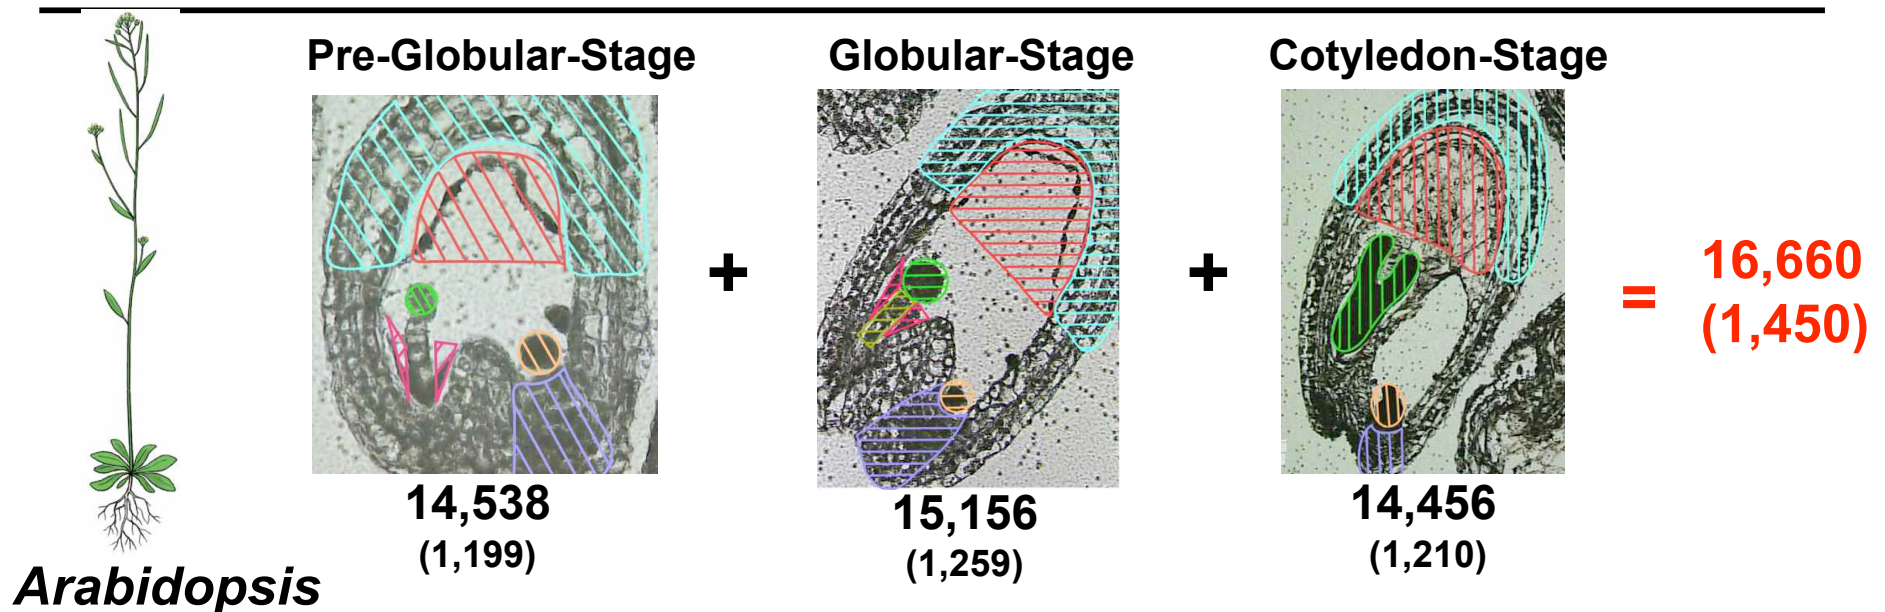 Pre-Globular-Stage
Globular-Stage
Cotyledon-Stage
+
+
=
16,660
(1,450)
14,538
(1,199)
15,156
(1,259)
14,456
(1,210)
Arabidopsis